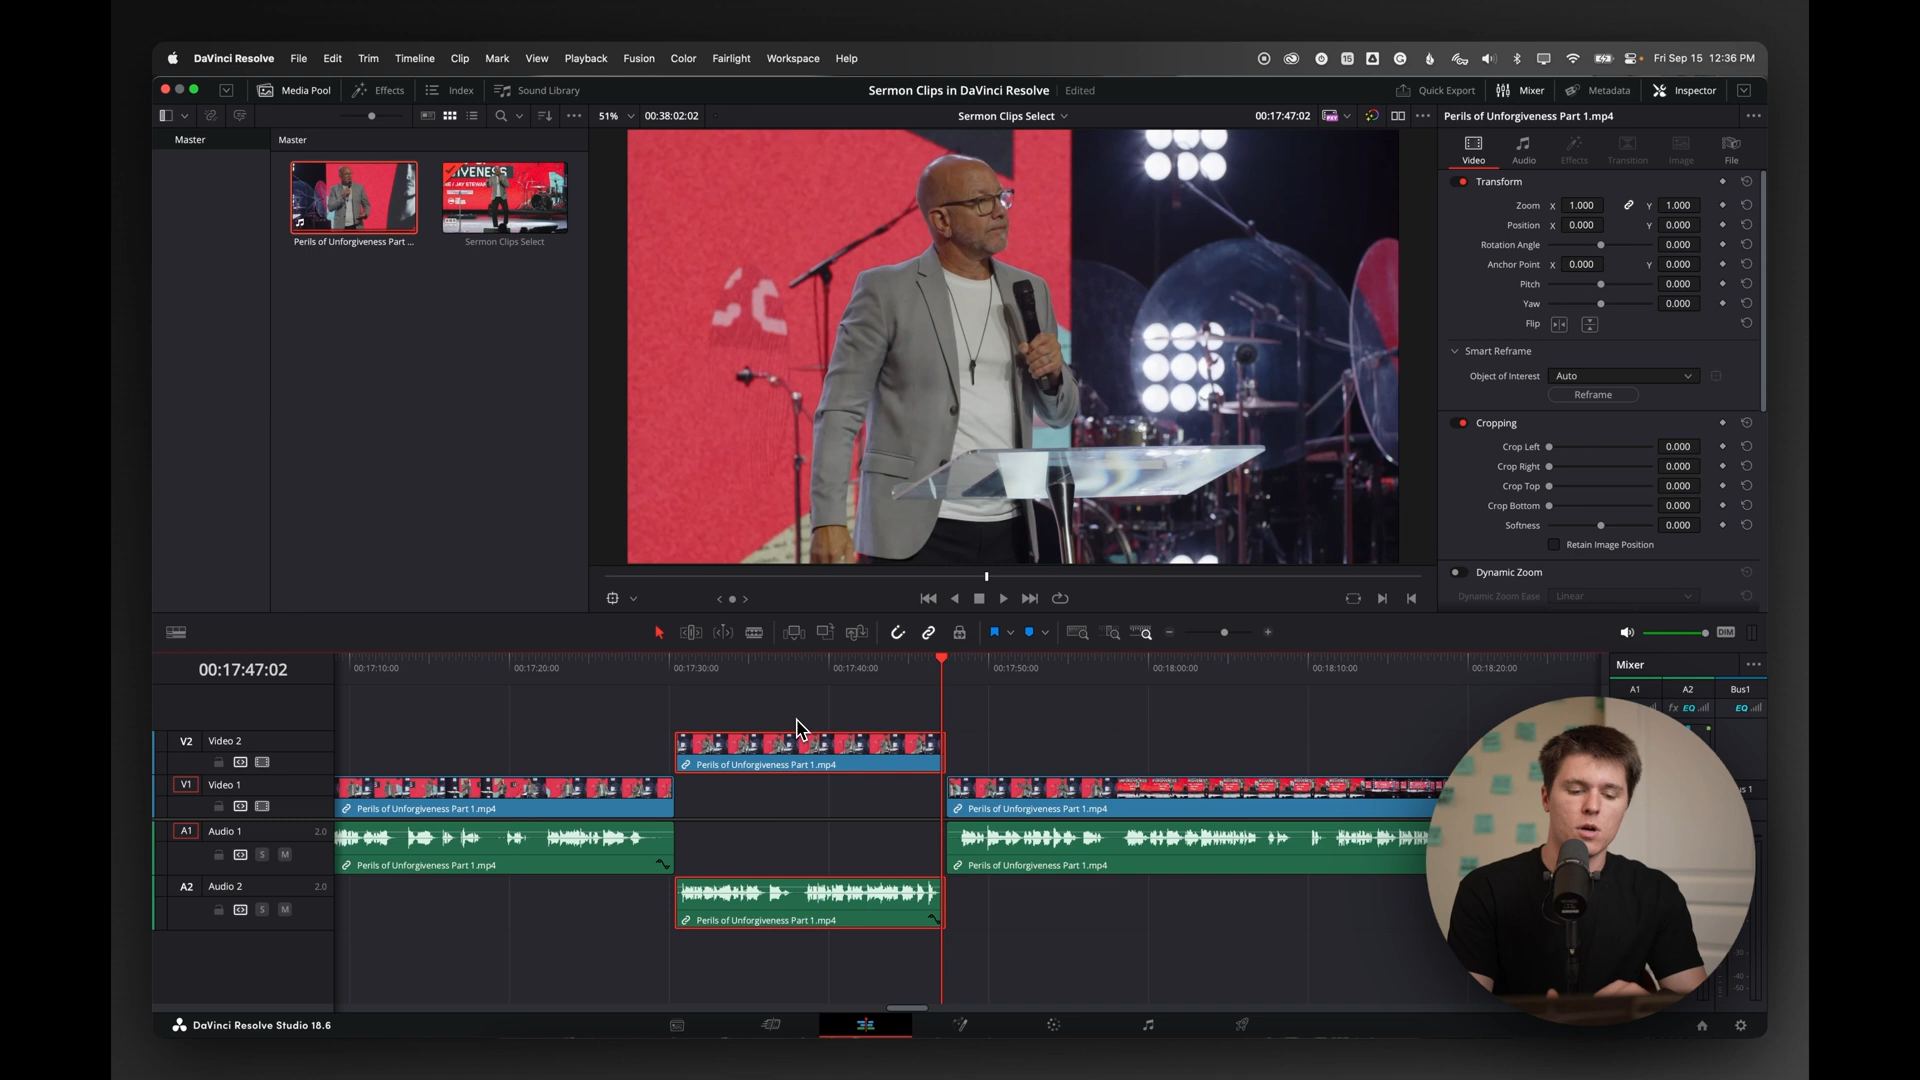 DaVinci Resolve File Edit Trim Timeline Clip Mark View Playback Fusion Color Fairlight Workspace Help 15 Fri Sep 15 12:36 PM
Media Pool Effects Index Sound Library Sermon Clips in DaVinci Resolve Edited Quick Export Mixer Metadata Inspector
51% 00:38:02:02 Sermon Clips Select 00:17:47:02 Perils of Unforgiveness Part 1.mp4
Master Master
Video Audio Effects Transition Image File
Perils of Unforgiveness Part ... Sermon Clips Select
Transform
Zoom X 1.000 Y 1.000
Position X 0.000 Y 0.000
Rotation Angle 0.000
Anchor Point X 0.000 Y 0.000
Pitch 0.000
Yaw 0.000
Flip
Smart Reframe
Object of Interest Auto
Reframe
Cropping
Crop Left 0.000
Crop Right 0.000
Crop Top 0.000
Crop Bottom 0.000
Softness 0.000
Retain Image Position
Dynamic Zoom
Dynamic Zoom Ease Linear
DIM
00:17:47:02 00:17:10:00 00:17:20:00 00:17:30:00 00:17:40:00 00:17:50:00 00:18:00:00 00:18:10:00 00:18:20:00
Mixer
A1 A2 Bus1
fx EQ EQ
V2 Video 2
Perils of Unforgiveness Part 1.mp4
V1 Video 1
Perils of Unforgiveness Part 1.mp4 Perils of Unforgiveness Part 1.mp4
A1 Audio 1 2.0
S M
Perils of Unforgiveness Part 1.mp4 Perils of Unforgiveness Part 1.mp4
A2 Audio 2 2.0
S M
Perils of Unforgiveness Part 1.mp4
DaVinci Resolve Studio 18.6